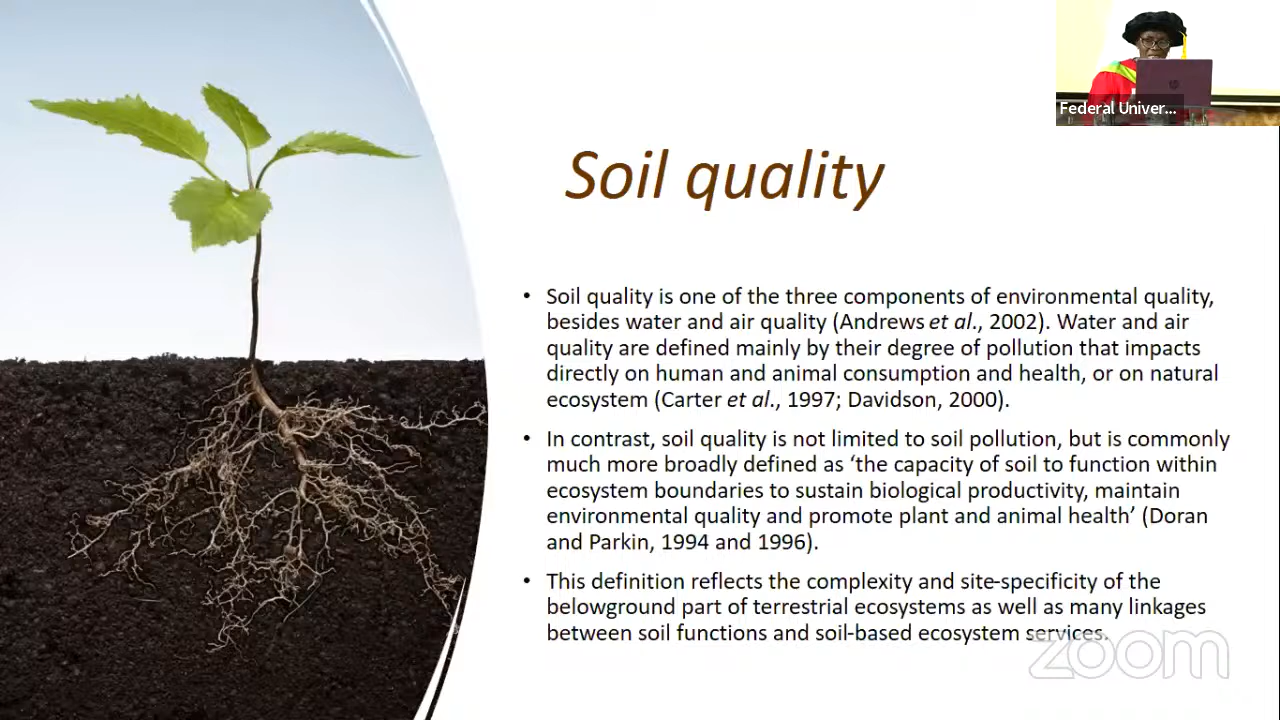 Federal Univer...
Soil quality
• Soil quality is one of the three components of environmental quality,
besides water and air quality (Andrews et al., 2002). Water and air
quality are defined mainly by their degree of pollution that impacts
directly on human and animal consumption and health, or on natural
ecosystem (Carter et al., 1997; Davidson, 2000).
• In contrast, soil quality is not limited to soil pollution, but is commonly
much more broadly defined as ‘the capacity of soil to function within
ecosystem boundaries to sustain biological productivity, maintain
environmental quality and promote plant and animal health’ (Doran
and Parkin, 1994 and 1996).
• This definition reflects the complexity and site-specificity of the
belowground part of terrestrial ecosystems as well as many linkages
between soil functions and soil-based ecosystem services.
zoom